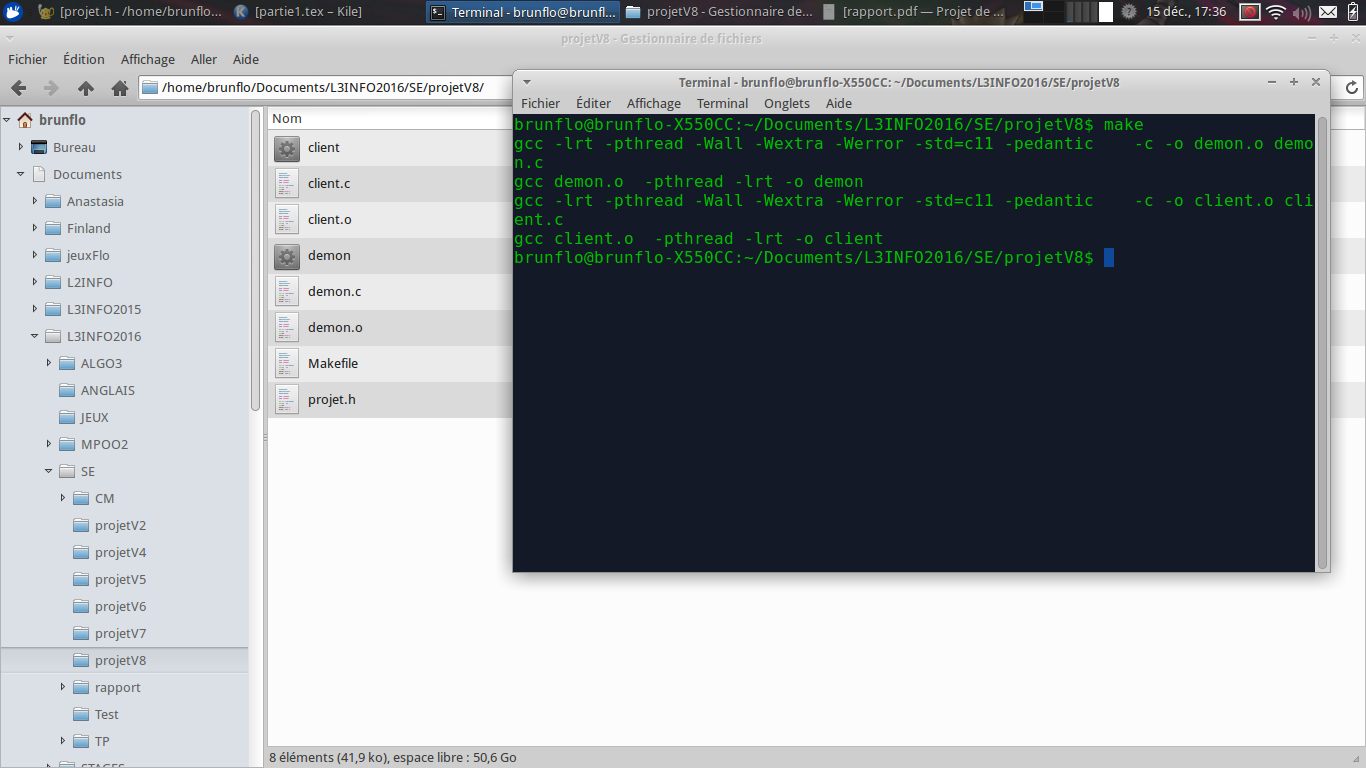 [projet.h - /home/brunflo...
[partie1.tex – Kile]
Terminal - brunflo@brunfl...
projetV8 - Gestionnaire de...
[rapport.pdf — Projet de ...
15 déc., 17:36
projetV8 - Gestionnaire de fichiers
Fichier Édition Affichage Aller Aide
/home/brunflo/Documents/L3INFO2016/SE/projetV8/
brunflo
Bureau
Documents
Anastasia
Finland
jeuxFlo
L2INFO
L3INFO2015
L3INFO2016
ALGO3
ANGLAIS
JEUX
MPOO2
SE
CM
projetV2
projetV4
projetV5
projetV6
projetV7
projetV8
rapport
Test
TP
STAGES
Nom
client
client.c
client.o
demon
demon.c
demon.o
Makefile
projet.h
8 éléments (41,9 ko), espace libre : 50,6 Go
Terminal - brunflo@brunflo-X550CC: ~/Documents/L3INFO2016/SE/projetV8
Fichier Éditer Affichage Terminal Onglets Aide
brunflo@brunflo-X550CC:~/Documents/L3INFO2016/SE/projetV8$ make
gcc -lrt -pthread -Wall -Wextra -Werror -std=c11 -pedantic    -c -o demon.o demo
n.c
gcc demon.o  -pthread -lrt -o demon
gcc -lrt -pthread -Wall -Wextra -Werror -std=c11 -pedantic    -c -o client.o cli
ent.c
gcc client.o  -pthread -lrt -o client
brunflo@brunflo-X550CC:~/Documents/L3INFO2016/SE/projetV8$